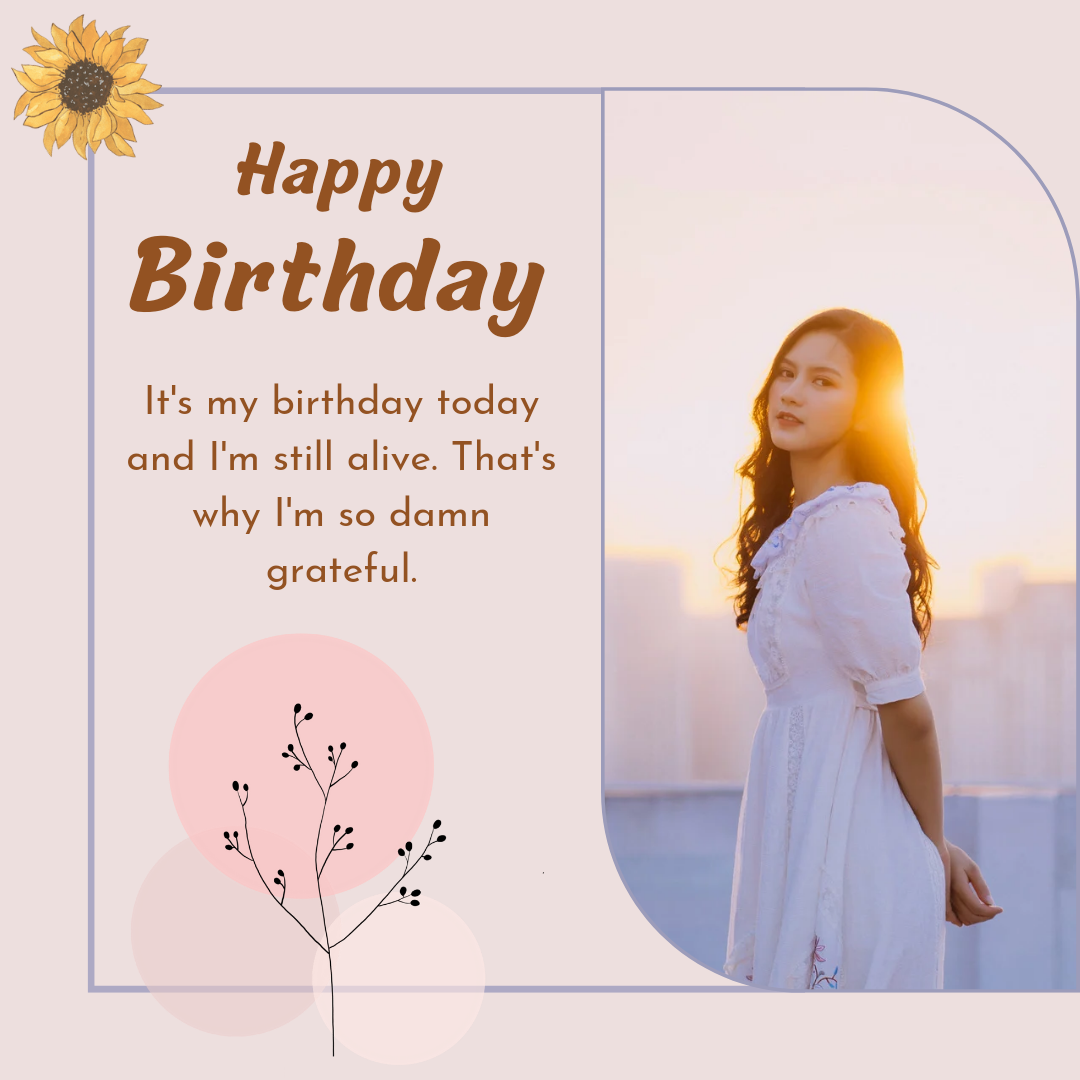 Happy
Birthday
It's my birthday today
and I'm still alive. That's
why I'm so damn
grateful.